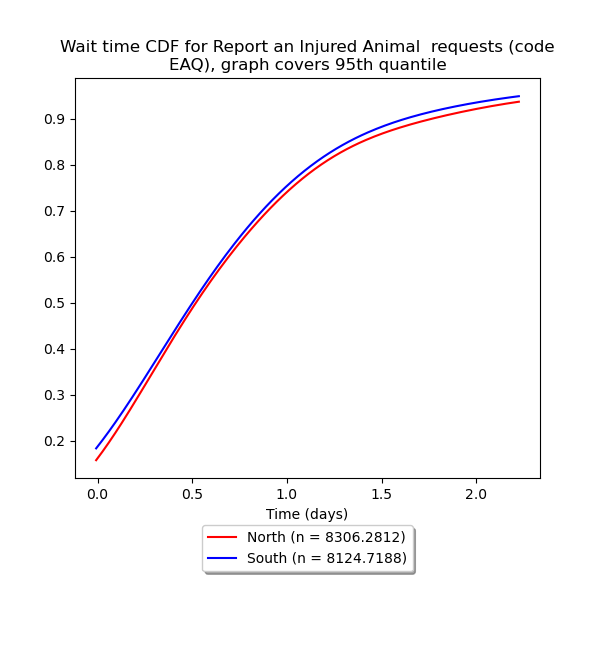 Wait time CDF for Report an Injured Animal  requests (code
EAQ), graph covers 95th quantile
0.9
0.8
0.7
0.6
0.5
0.4
0.3
0.2
0.0 0.5 1.0 1.5 2.0
Time (days)
North (n = 8306.2812)
South (n = 8124.7188)